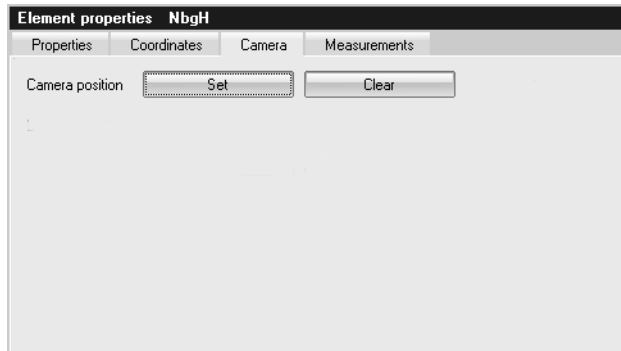 Element properties NbgH
Properties Coordinates Camera Measurements
Camera position Set Clear